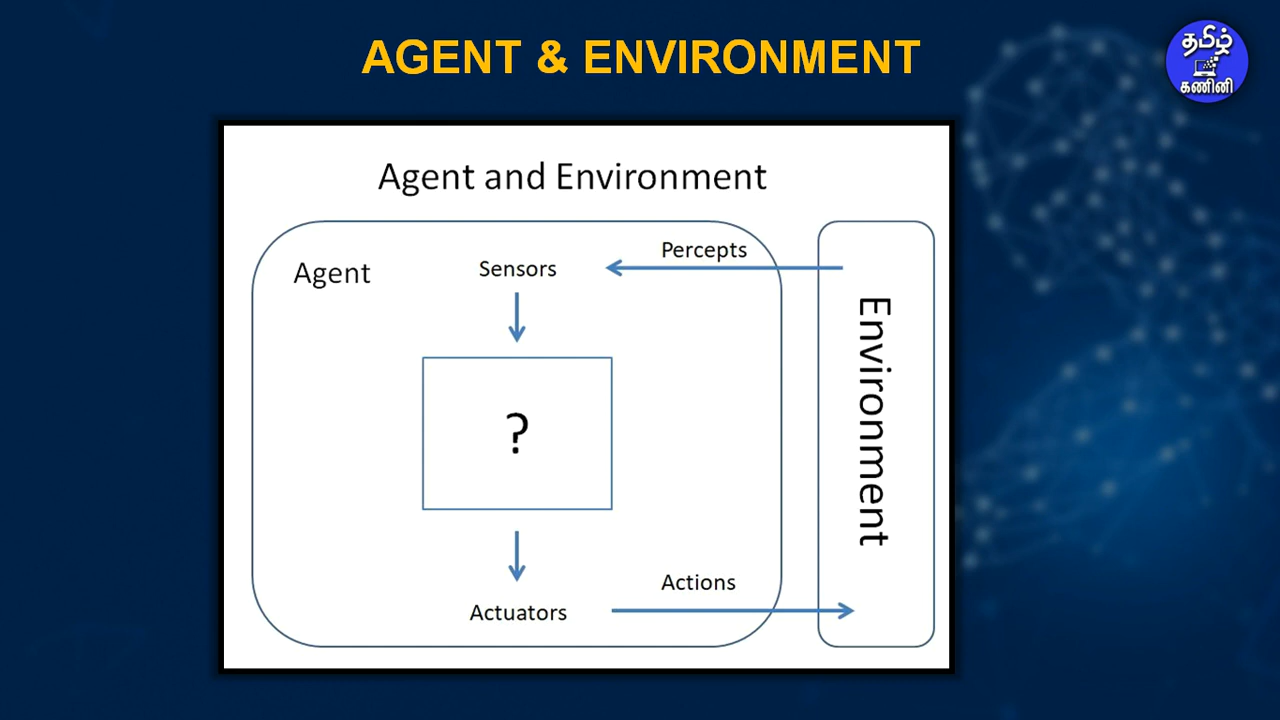 AGENT & ENVIRONMENT
தமிழ்
கணினி
Agent and Environment
Agent
Sensors
Percepts
?
Environment
Actuators
Actions